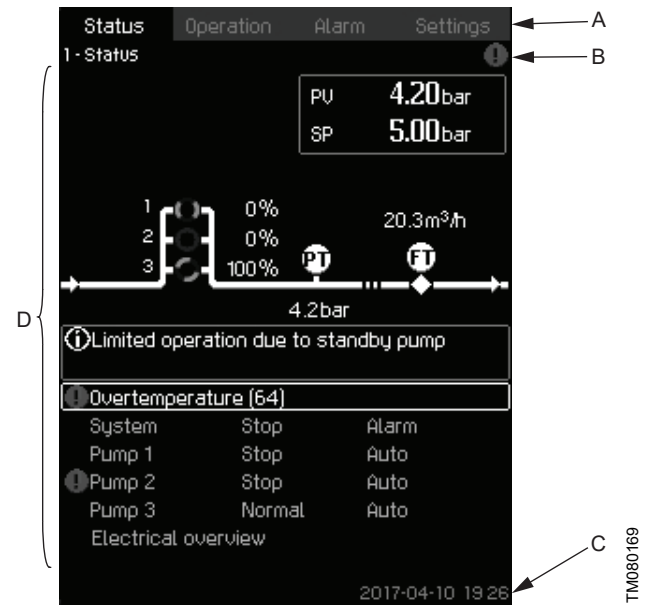 Status Operation Alarm Settings A
1 - Status B
PV 4.20bar
SP 5.00bar
1 0%
2 0%
3 100%
20.3m³/h
PT
FT
4.2bar
D
Limited operation due to standby pump
Overtemperature (64)
System Stop Alarm
Pump 1 Stop Auto
Pump 2 Stop Auto
Pump 3 Normal Auto
Electrical overview
C
2017-04-10 19 26
TM080169